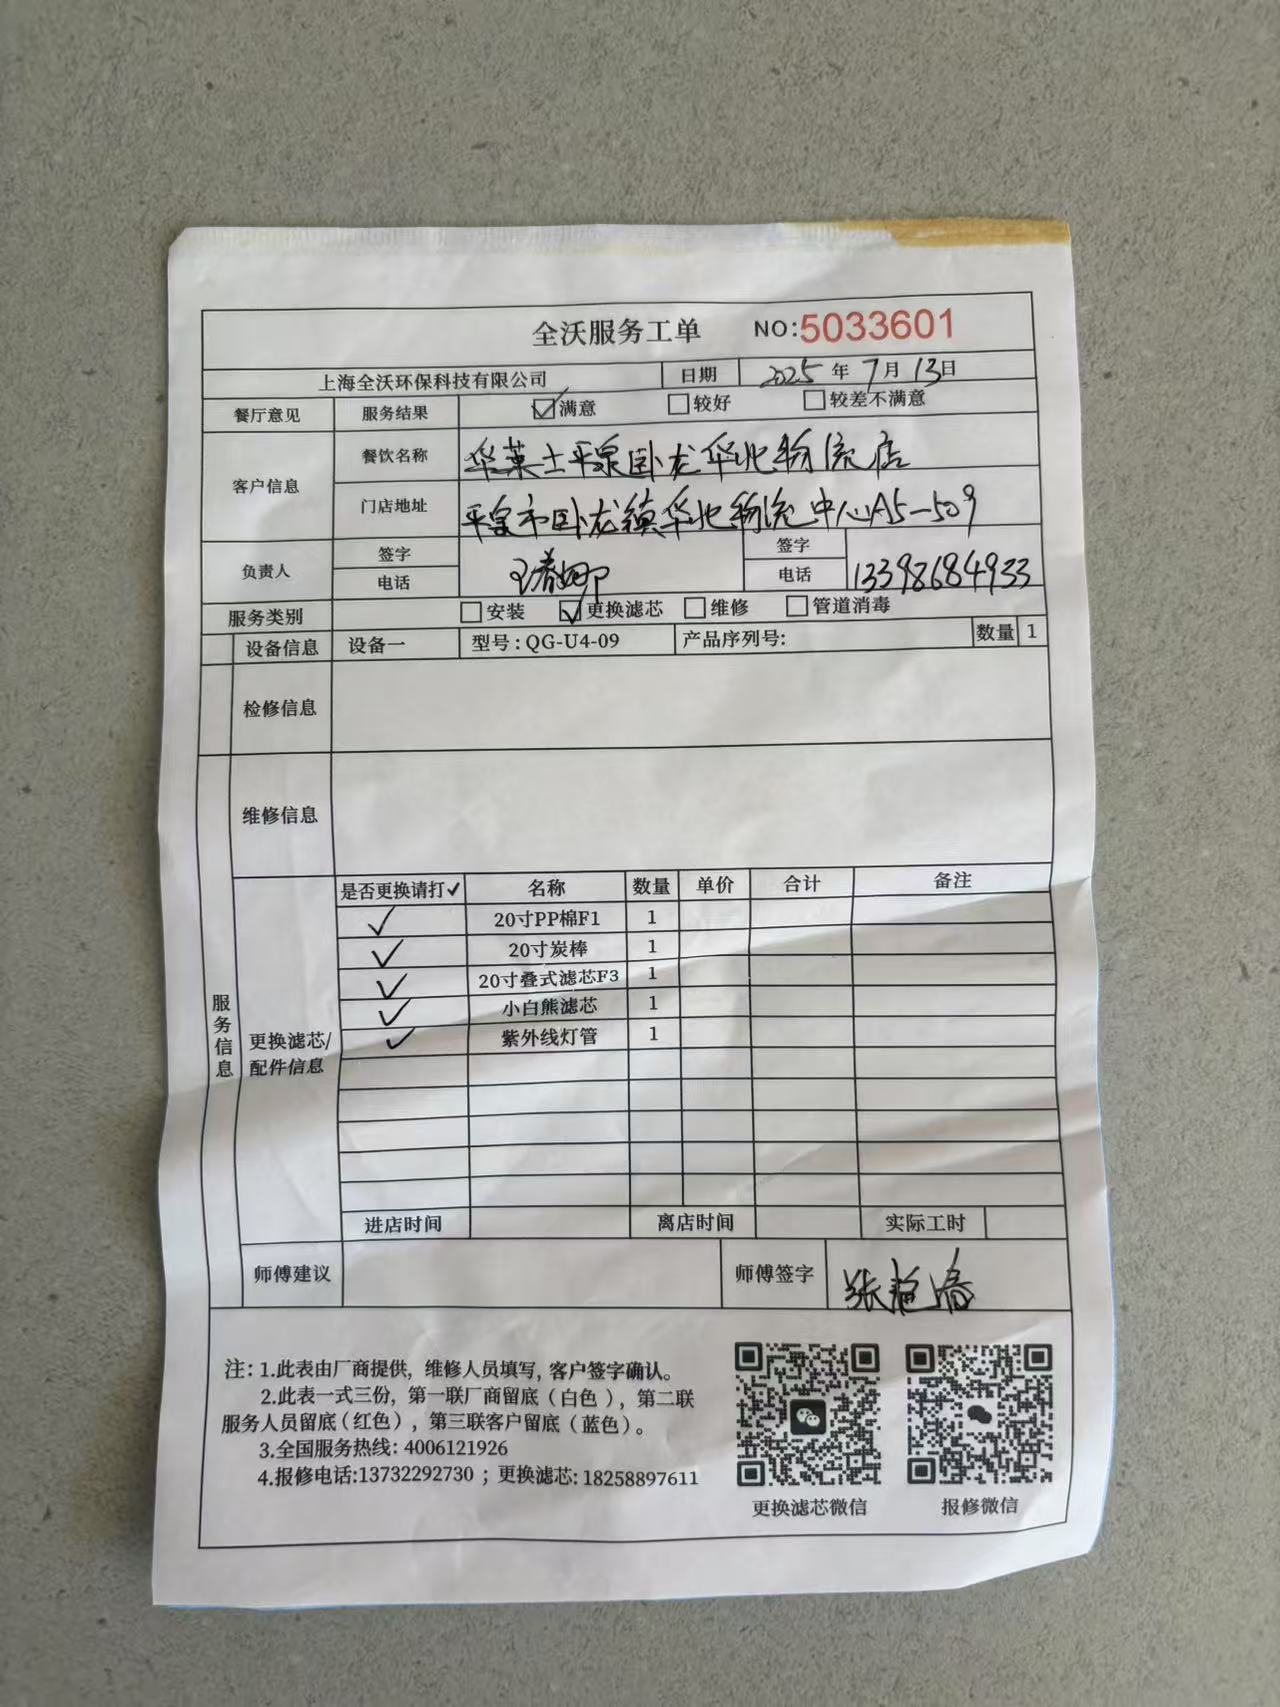 全沃服务工单 NO:5033601
上海全沃环保科技有限公司 日期 2025年7月13日
餐厅意见 服务结果 满意 较好 较差不满意
客户信息 餐饮名称 华莱士平泉卧龙华北物流店
门店地址 平泉市卧龙镇华北物流中心A5-509
负责人 签字 签字
电话 电话 13398684933
服务类别 安装 更换滤芯 维修 管道消毒
设备信息 设备一 型号:QG-U4-09 产品序列号: 数量 1
检修信息
维修信息
服务信息
更换滤芯/配件信息
是否更换请打✓ 名称 数量 单价 合计 备注
✓ 20寸PP棉F1 1
✓ 20寸炭棒 1
✓ 20寸叠式滤芯F3 1
✓ 小白熊滤芯 1
✓ 紫外线灯管 1
进店时间 离店时间 实际工时
师傅建议 师傅签字
注:1.此表由厂商提供,维修人员填写,客户签字确认。
2.此表一式三份,第一联厂商留底(白色),第二联
服务人员留底(红色),第三联客户留底(蓝色)。
3.全国服务热线:4006121926
4.报修电话:13732292730;更换滤芯:18258897611
更换滤芯微信 报修微信